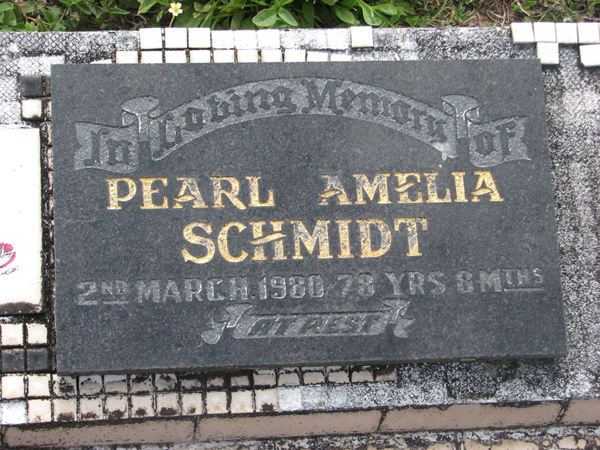 In Loving Memory of
PEARL AMELIA
SCHMIDT
2ND MARCH 1980 78 YRS 8 MTHS
AT REST